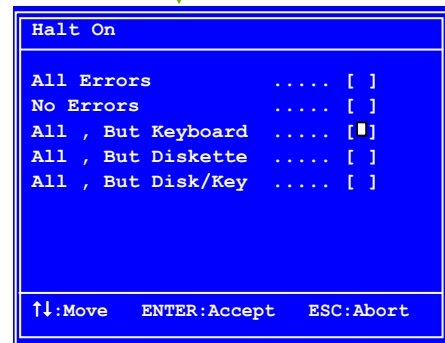 Halt On
All Errors ..... [ ]
No Errors ..... [ ]
All , But Keyboard ..... [ ]
All , But Diskette ..... [ ]
All , But Disk/Key ..... [ ]
↑↓:Move ENTER:Accept ESC:Abort